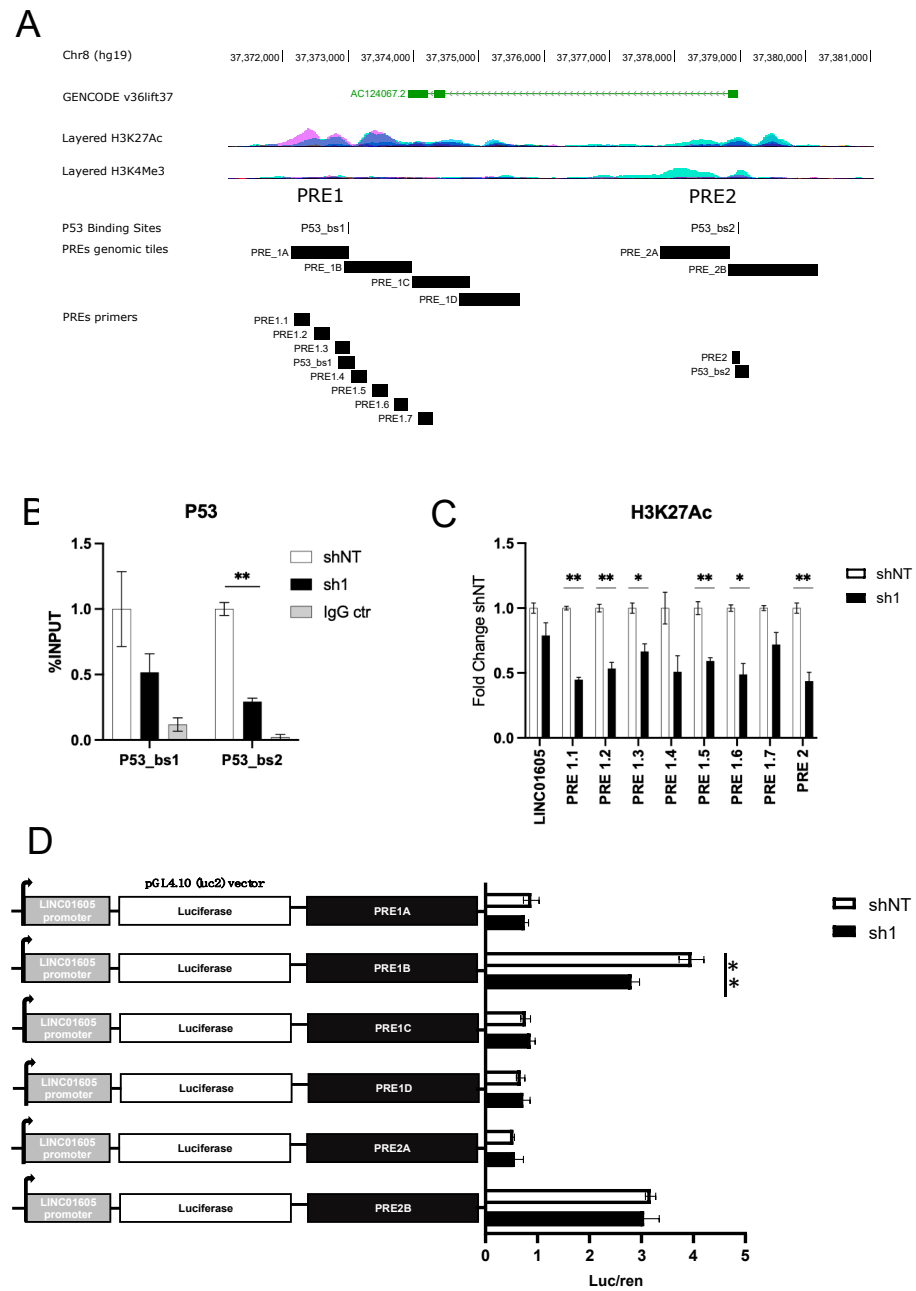 A
Chr8 (hg19)
37,372,000 37,373,000 37,374,000 37,375,000 37,376,000 37,377,000 37,378,000 37,379,000 37,380,000 37,381,000
GENCODE v36lift37
AC124067.2
Layered H3K27Ac
Layered H3K4Me3
PRE1 PRE2
P53 Binding Sites
P53_bs1 P53_bs2
PREs genomic tiles
PRE_1A PRE_2A
PRE_1B PRE_2B
PRE_1C
PRE_1D
PREs primers
PRE1.1
PRE1.2
PRE1.3
P53_bs1
PRE1.4
PRE1.5
PRE1.6
PRE1.7
PRE2
P53_bs2
B
P53
1.5
1.0
0.5
0.0
%INPUT
**
shNT
sh1
IgG ctr
P53_bs1 P53_bs2
C
H3K27Ac
1.5
1.0
0.5
0.0
Fold Change shNT
** ** * ** * **
shNT
sh1
LINC01605
PRE 1.1
PRE 1.2
PRE 1.3
PRE 1.4
PRE 1.5
PRE 1.6
PRE 1.7
PRE 2
D
pGL4.10 (luc2) vector
LINC01605
promoter
Luciferase
PRE1A
LINC01605
promoter
Luciferase
PRE1B
**
LINC01605
promoter
Luciferase
PRE1C
LINC01605
promoter
Luciferase
PRE1D
LINC01605
promoter
Luciferase
PRE2A
LINC01605
promoter
Luciferase
PRE2B
shNT
sh1
0 1 2 3 4 5
Luc/ren